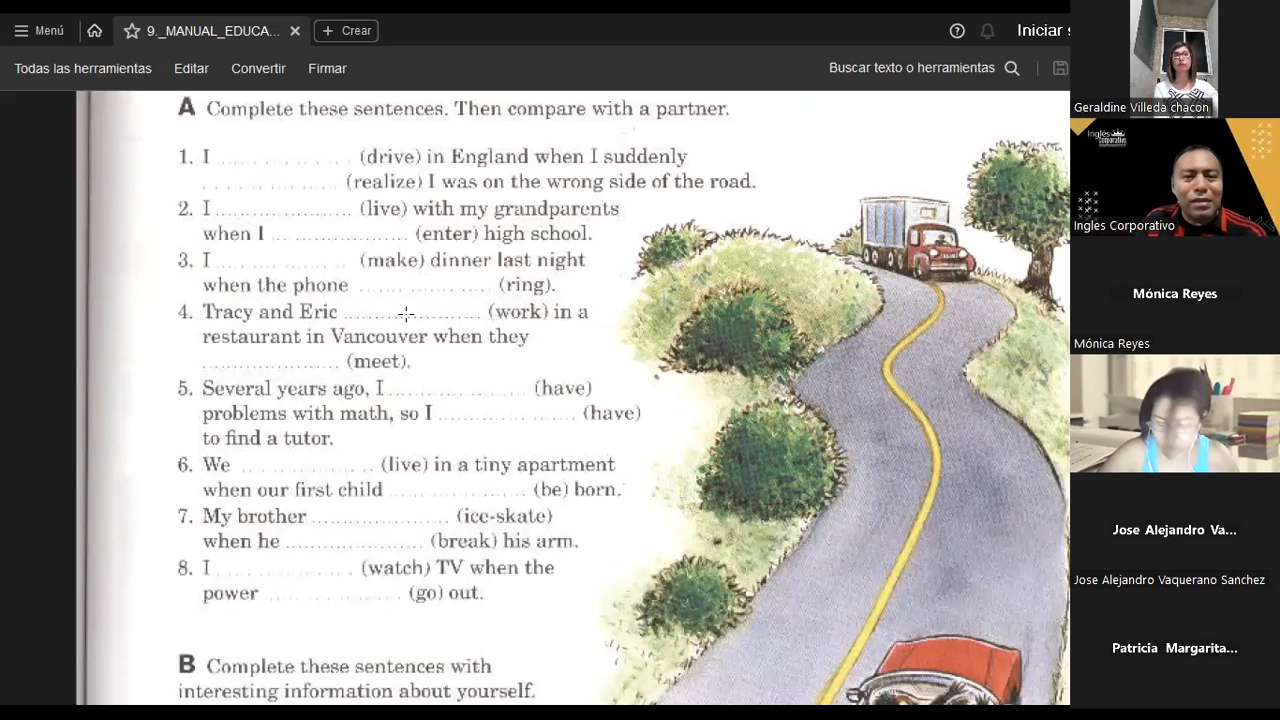 Menú
9._MANUAL_EDUCA...
Crear
Iniciar s
Todas las herramientas
Editar
Convertir
Firmar
Buscar texto o herramientas
A Complete these sentences. Then compare with a partner.
1. I .................... (drive) in England when I suddenly
.................... (realize) I was on the wrong side of the road.
2. I .................... (live) with my grandparents
when I .................... (enter) high school.
3. I .................... (make) dinner last night
when the phone .................... (ring).
4. Tracy and Eric .................... (work) in a
restaurant in Vancouver when they
.................... (meet).
5. Several years ago, I .................... (have)
problems with math, so I .................... (have)
to find a tutor.
6. We .................... (live) in a tiny apartment
when our first child .................... (be) born.
7. My brother .................... (ice-skate)
when he .................... (break) his arm.
8. I .................... (watch) TV when the
power .................... (go) out.
B Complete these sentences with
interesting information about yourself.
Geraldine Villeda chacon
Inglés
Corporativo
Ingles Corporativo
Mónica Reyes
Mónica Reyes
Jose Alejandro Va...
Jose Alejandro Vaquerano Sanchez
Patricia Margarita...